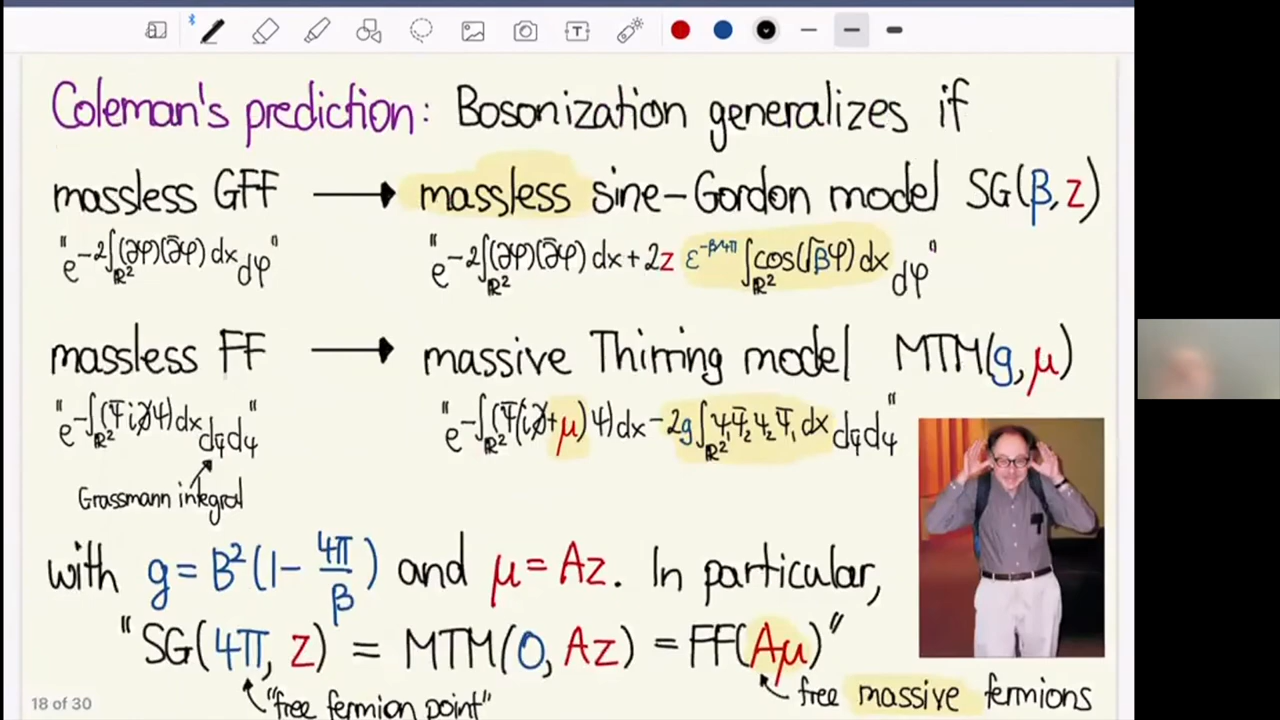 Coleman's prediction: Bosonization generalizes if
massless GFF → massless sine-Gordon model SG(β, z)
"e^{-2∫_{ℝ²}(∂φ)(∂̄φ)dx} dφ" "e^{-2∫_{ℝ²}(∂φ)(∂̄φ)dx + 2z ε^{-β/4π} ∫_{ℝ²} cos(√β φ)dx} dφ"
massless FF → massive Thirring model MTM(g, μ)
"e^{-∫_{ℝ²}(ψ̄ i∂̸ ψ)dx} dψ̄ dψ" "e^{-∫_{ℝ²}(ψ̄(i∂̸+μ)ψ)dx - 2g∫_{ℝ²} ψ₁ψ̄₂ψ₂ψ̄₁ dx} dψ̄ dψ"
Grassmann integral
with g = B²(1 - 4π/β) and μ = Az. In particular,
"SG(4π, z) = MTM(0, Az) = FF(Aμ)"
"free fermion point" free massive fermions
18 of 30